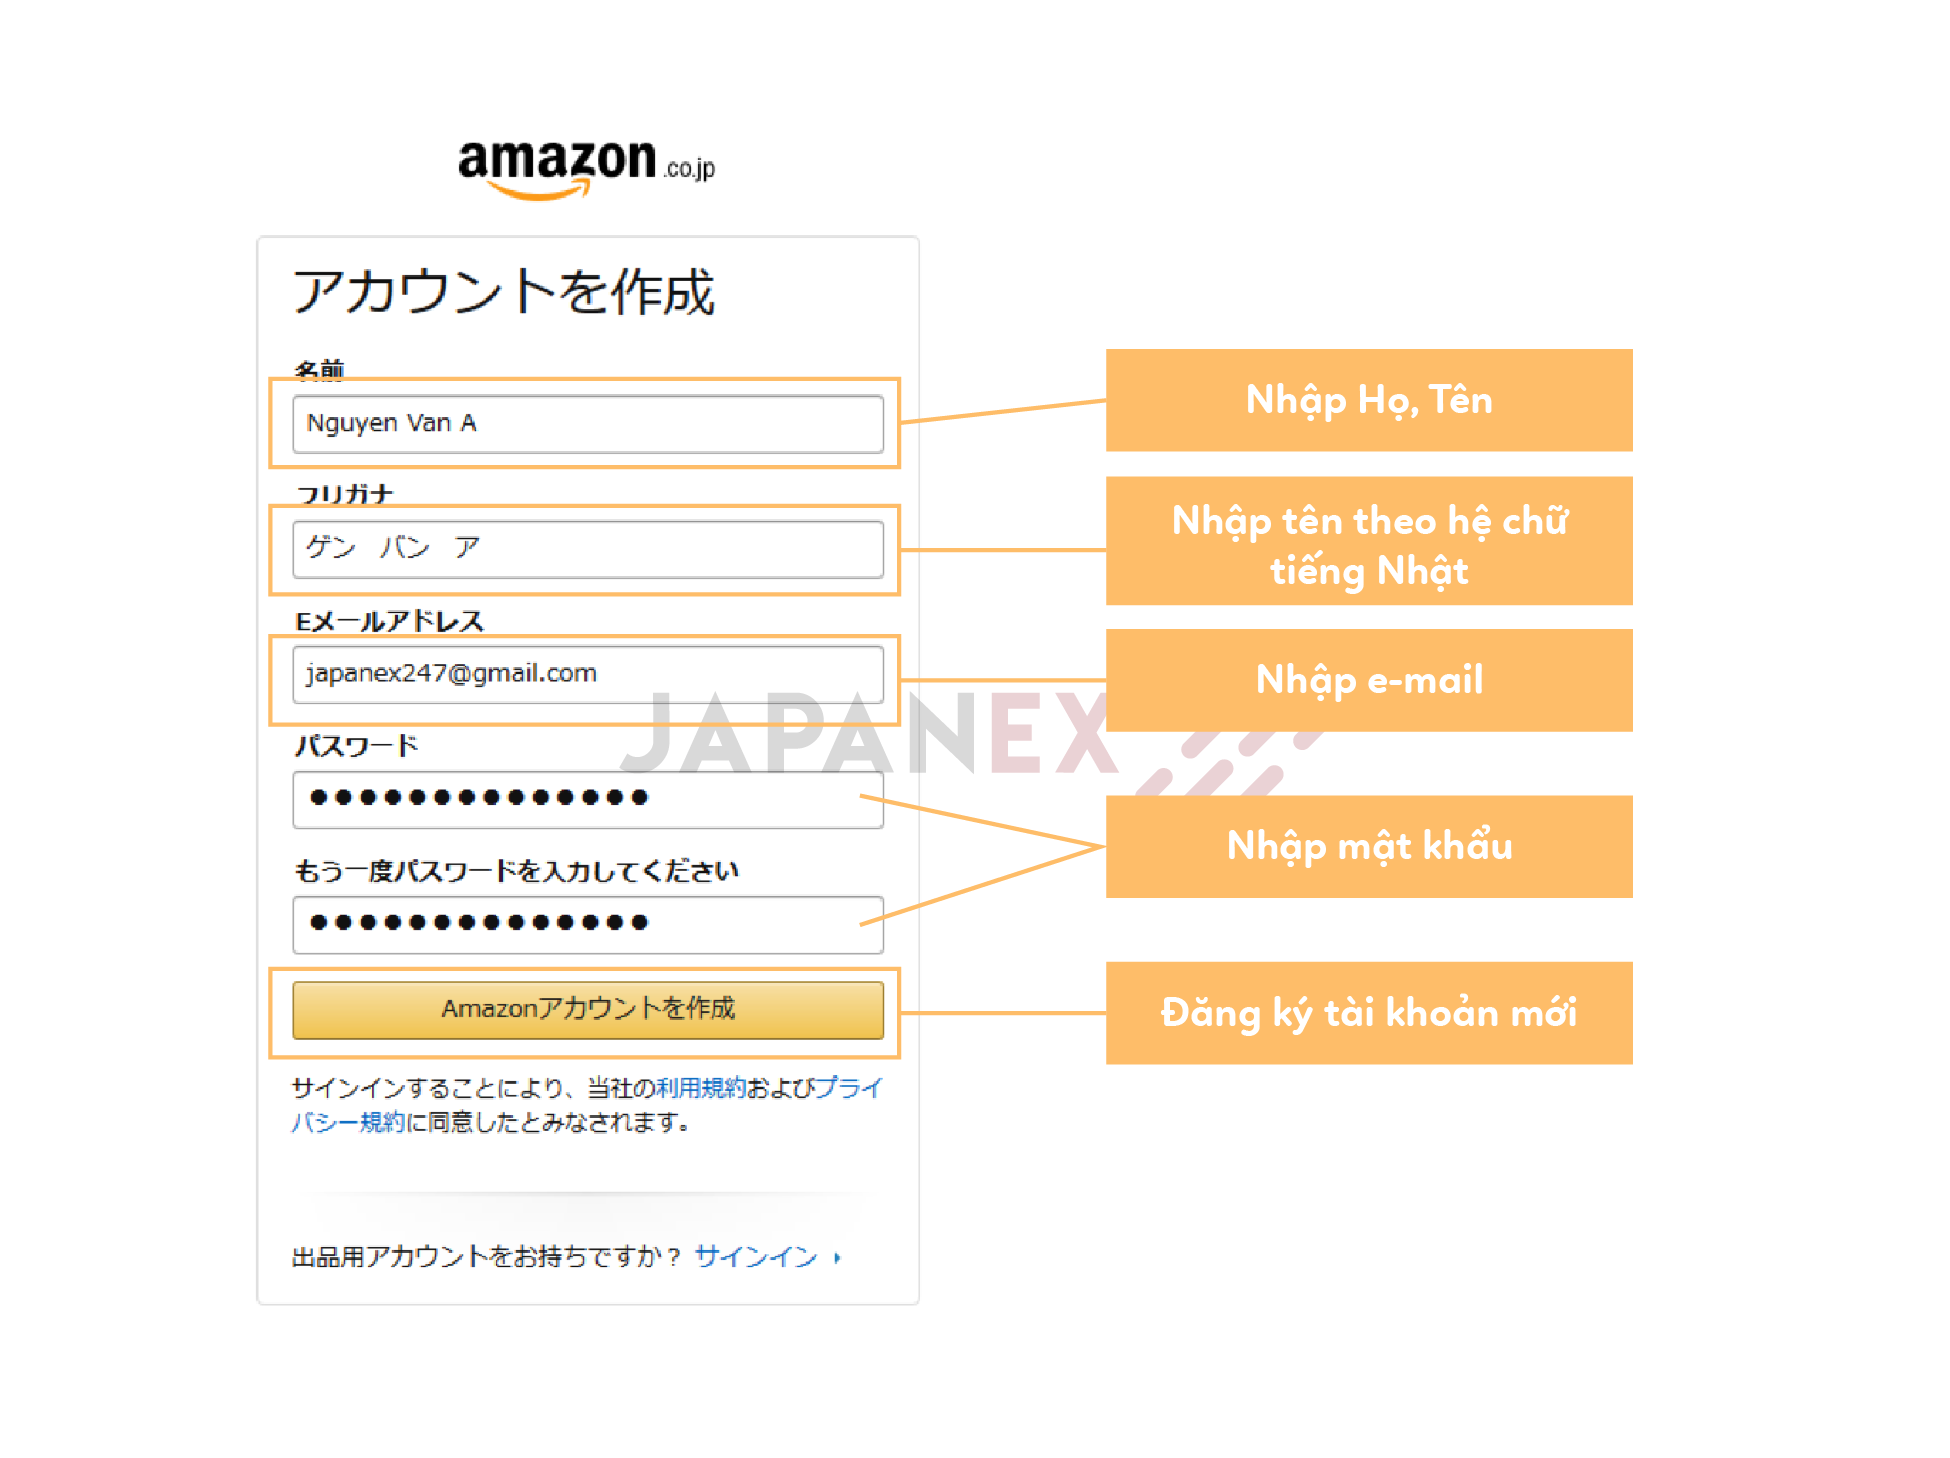 amazon.co.jp
アカウントを作成
名前
Nguyen Van A
Nhập Họ, Tên
フリガナ
ゲン　バン　ア
Nhập tên theo hệ chữ
tiếng Nhật
Eメールアドレス
japanex247@gmail.com
Nhập e-mail
JAPANEX
パスワード
●●●●●●●●●●●●●●
Nhập mật khẩu
もう一度パスワードを入力してください
●●●●●●●●●●●●●●
Amazonアカウントを作成
Đăng ký tài khoản mới
サインインすることにより、当社の利用規約およびプライ
バシー規約に同意したとみなされます。
出品用アカウントをお持ちですか？ サインイン